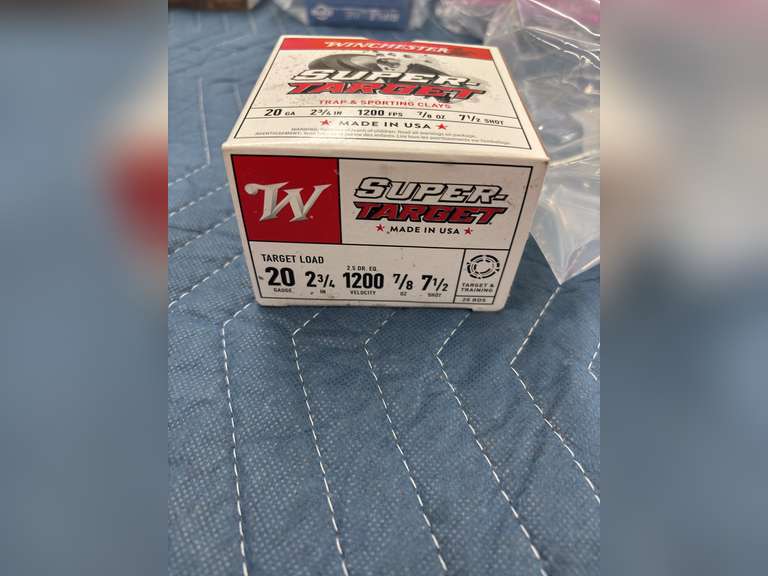 WINCHESTER
SUPER-
TARGET
TRAP & SPORTING CLAYS
20 GA 2 3/4 IN 1200 FPS 7/8 OZ 7 1/2 SHOT
★ MADE IN USA ★
W
SUPER-
TARGET
★ MADE IN USA ★
TARGET LOAD
2.5 DR. EQ.
20 2 3/4 1200 7/8 7 1/2
GAUGE IN VELOCITY OZ SHOT
TARGET &
TRAINING
25 RDS